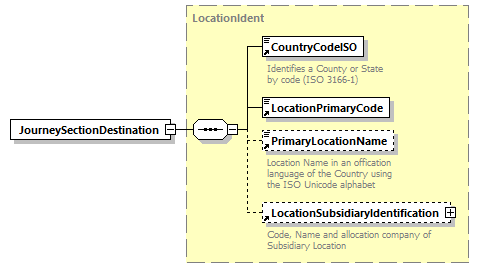 LocationIdent
CountryCodeISO
Identifies a County or State
by code (ISO 3166-1)
LocationPrimaryCode
JourneySectionDestination
PrimaryLocationName
Location Name in an offication
language of the Country using
the ISO Unicode alphabet
LocationSubsidiaryIdentification
Code, Name and allocation company of
Subsidiary Location